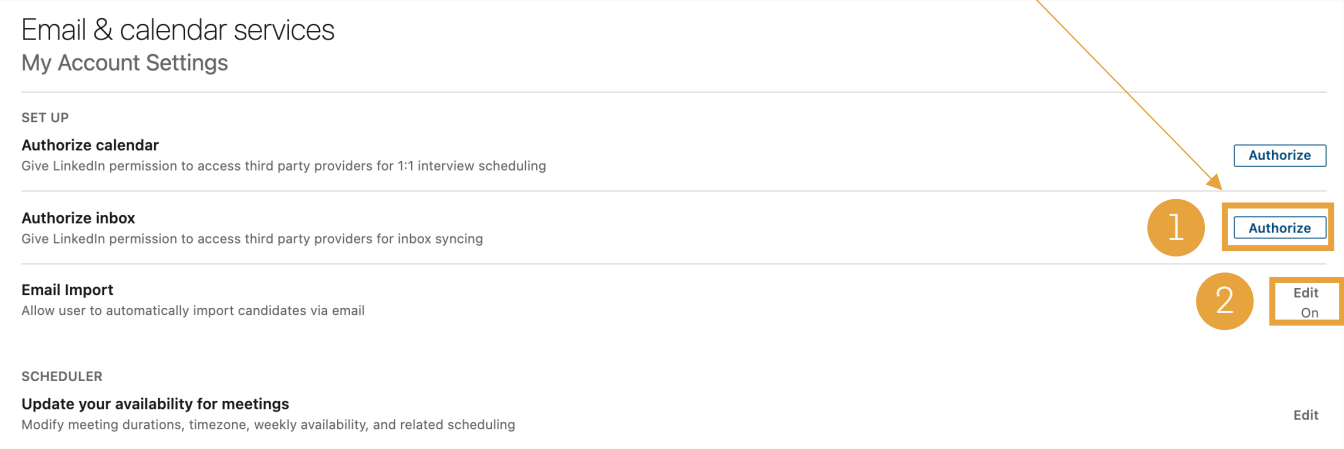 Email & calendar services
My Account Settings
SET UP
Authorize calendar
Give LinkedIn permission to access third party providers for 1:1 interview scheduling
Authorize
Authorize inbox
Give LinkedIn permission to access third party providers for inbox syncing
1
Authorize
Email Import
Allow user to automatically import candidates via email
2
Edit
On
SCHEDULER
Update your availability for meetings
Modify meeting durations, timezone, weekly availability, and related scheduling
Edit